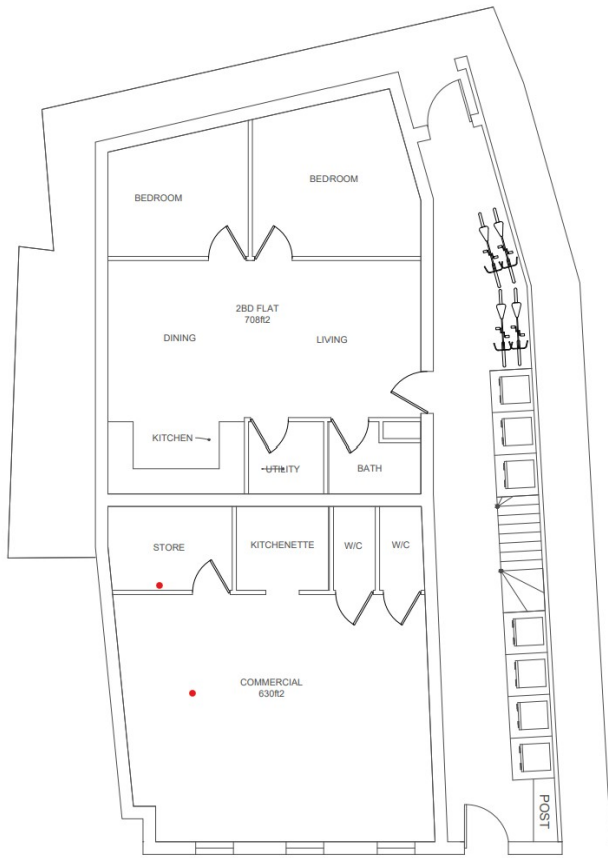 BEDROOM
BEDROOM
2BD FLAT
708ft2
DINING
LIVING
KITCHEN
UTILITY
BATH
STORE
KITCHENETTE
W/C
W/C
COMMERCIAL
630ft2
POST